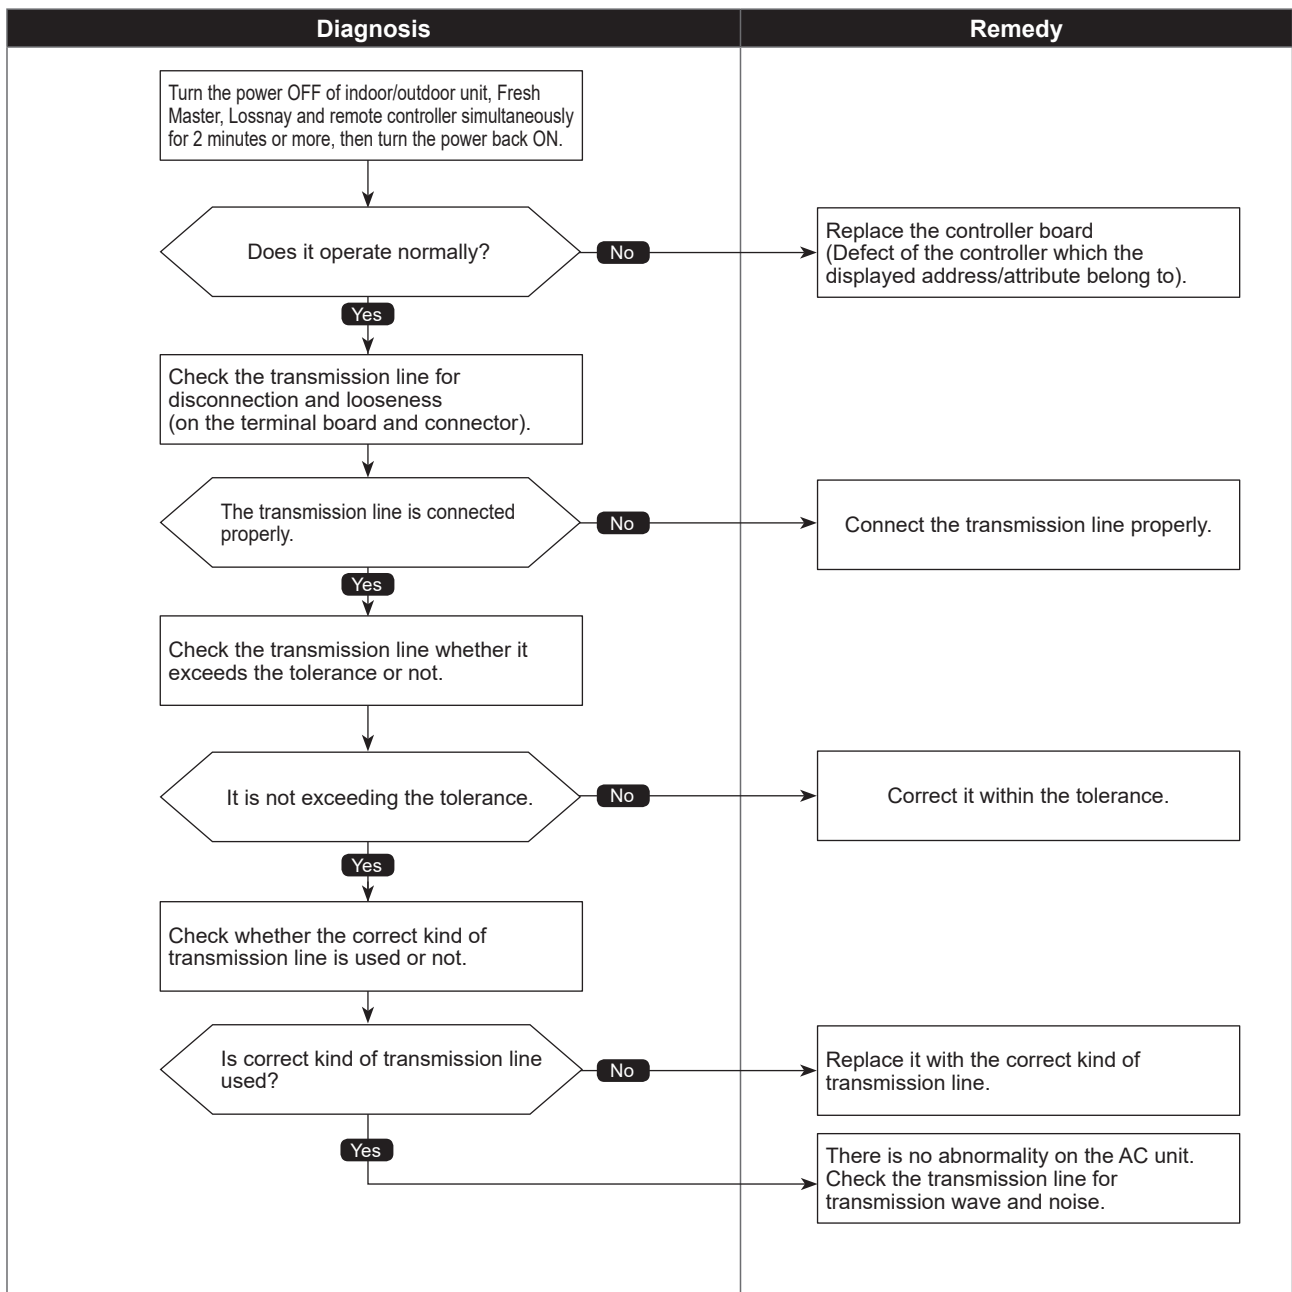 Diagnosis
Remedy
Turn the power OFF of indoor/outdoor unit, Fresh
Master, Lossnay and remote controller simultaneously
for 2 minutes or more, then turn the power back ON.
Does it operate normally?
No
Replace the controller board
(Defect of the controller which the
displayed address/attribute belong to).
Yes
Check the transmission line for
disconnection and looseness
(on the terminal board and connector).
The transmission line is connected
properly.
No
Connect the transmission line properly.
Yes
Check the transmission line whether it
exceeds the tolerance or not.
It is not exceeding the tolerance.
No
Correct it within the tolerance.
Yes
Check whether the correct kind of
transmission line is used or not.
Is correct kind of transmission line
used?
No
Replace it with the correct kind of
transmission line.
Yes
There is no abnormality on the AC unit.
Check the transmission line for
transmission wave and noise.